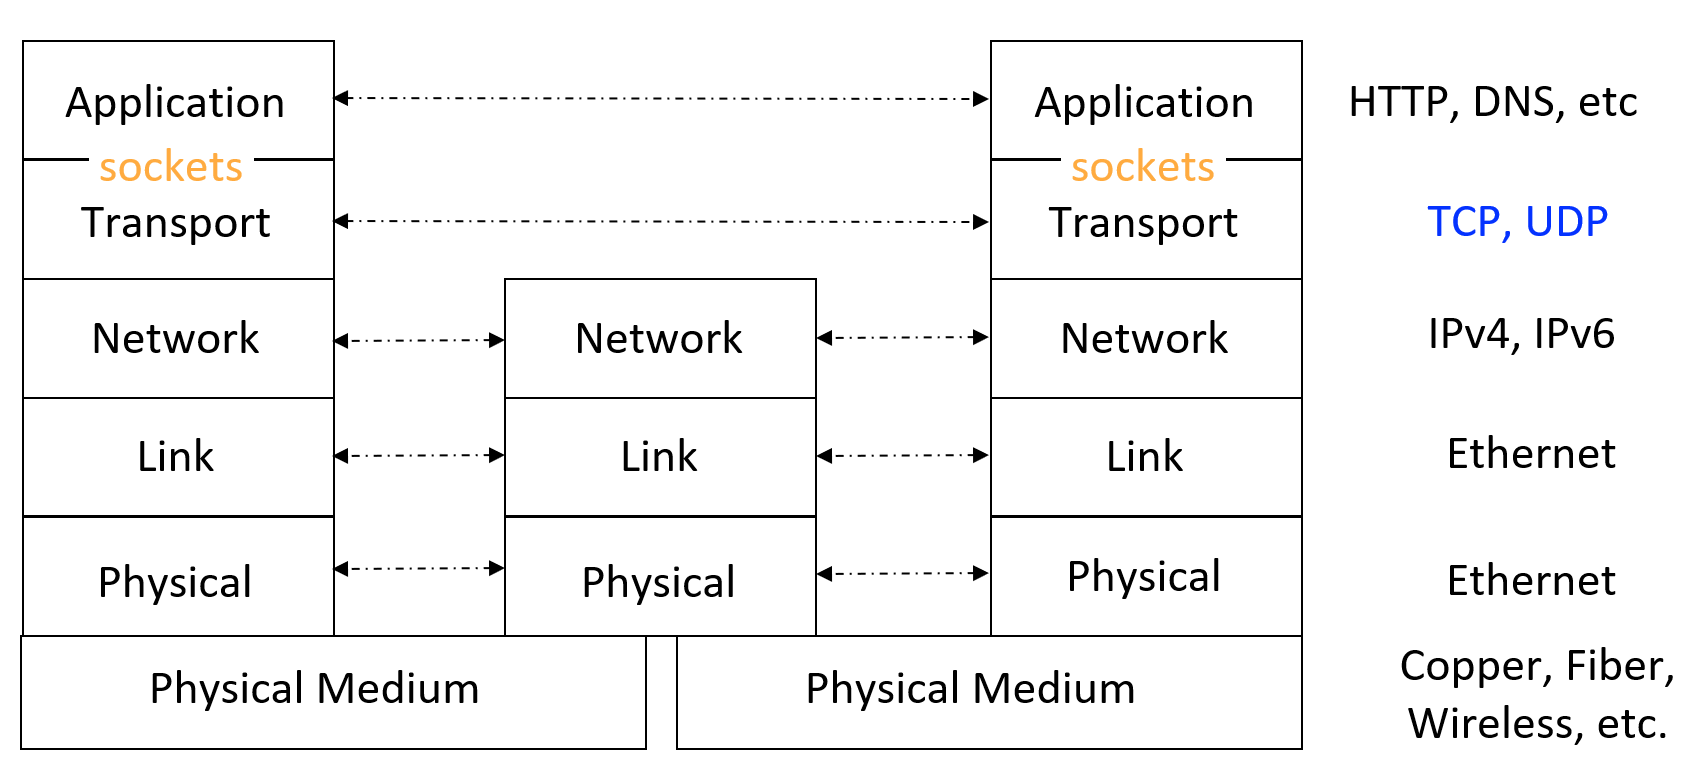 Application Application HTTP, DNS, etc
sockets sockets
Transport Transport TCP, UDP
Network Network Network IPv4, IPv6
Link Link Link Ethernet
Physical Physical Physical Ethernet
Physical Medium Physical Medium Copper, Fiber,
Wireless, etc.